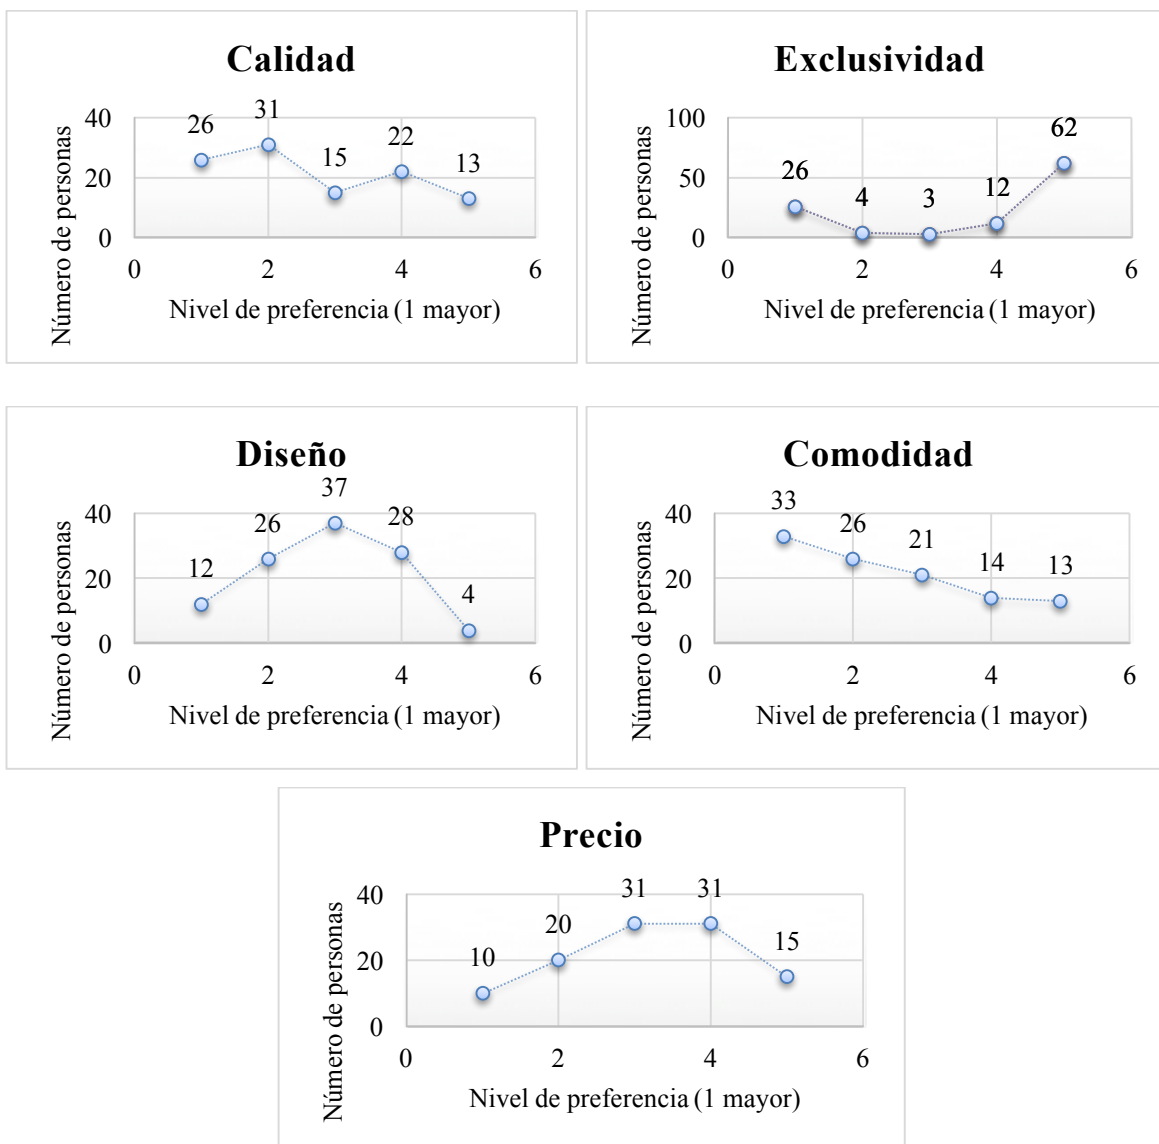 Calidad
Número de personas
40
20
0
26
31
15
22
13
0 2 4 6
Nivel de preferencia (1 mayor)
Exclusividad
Número de personas
100
50
0
26
4
3
12
62
0 2 4 6
Nivel de preferencia (1 mayor)
Diseño
Número de personas
40
20
0
12
26
37
28
4
0 2 4 6
Nivel de preferencia (1 mayor)
Comodidad
Número de personas
40
20
0
33
26
21
14
13
0 2 4 6
Nivel de preferencia (1 mayor)
Precio
Número de personas
40
20
0
10
20
31
31
15
0 2 4 6
Nivel de preferencia (1 mayor)